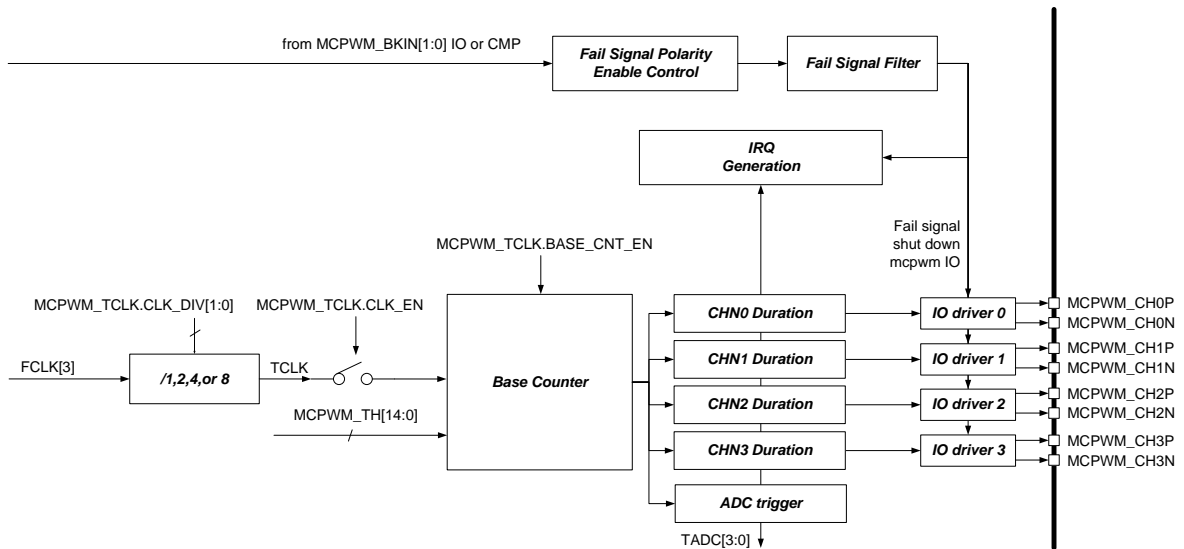 from MCPWM_BKIN[1:0] IO or CMP
Fail Signal Polarity
Enable Control
Fail Signal Filter
IRQ
Generation
Fail signal
shut down
mcpwm IO
MCPWM_TCLK.BASE_CNT_EN
MCPWM_TCLK.CLK_DIV[1:0]
MCPWM_TCLK.CLK_EN
FCLK[3]
/1,2,4,or 8
TCLK
MCPWM_TH[14:0]
Base Counter
CHN0 Duration
CHN1 Duration
CHN2 Duration
CHN3 Duration
ADC trigger
TADC[3:0]
IO driver 0
IO driver 1
IO driver 2
IO driver 3
MCPWM_CH0P
MCPWM_CH0N
MCPWM_CH1P
MCPWM_CH1N
MCPWM_CH2P
MCPWM_CH2N
MCPWM_CH3P
MCPWM_CH3N